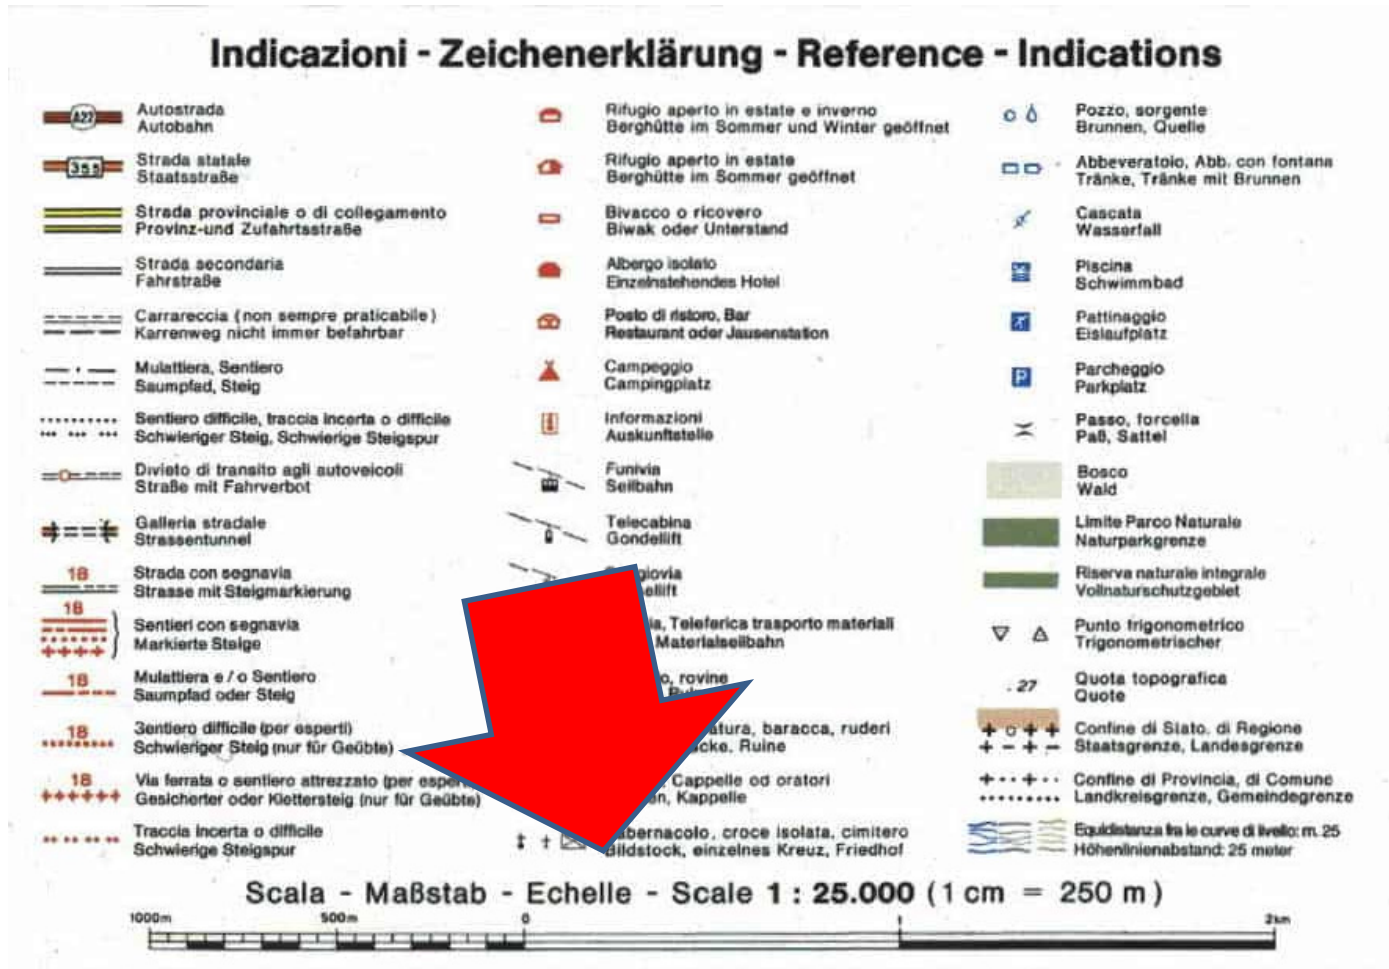 Indicazioni - Zeichenerklärung - Reference - Indications
A22
Autostrada
Autobahn
355
Strada statale
Staatsstraße
Strada provinciale o di collegamento
Provinz-und Zufahrtsstraße
Strada secondaria
Fahrstraße
Carrareccia (non sempre praticabile)
Karrenweg nicht immer befahrbar
Mulattiera, Sentiero
Saumpfad, Steig
Sentiero difficile, traccia incerta o difficile
Schwieriger Steig, Schwierige Steigspur
Divieto di transito agli autoveicoli
Straße mit Fahrverbot
Galleria stradale
Strassentunnel
18
Strada con segnavia
Strasse mit Steigmarkierung
18
Sentieri con segnavia
Markierte Steige
18
Mulattiera e / o Sentiero
Saumpfad oder Steig
18
Sentiero difficile (per esperti)
Schwieriger Steig (nur für Geübte)
18
Via ferrata o sentiero attrezzato (per esper
Gesicherter oder Klettersteig (nur für Geübte)
Traccia incerta o difficile
Schwierige Steigspur
Rifugio aperto in estate e inverno
Berghütte im Sommer und Winter geöffnet
Rifugio aperto in estate
Berghütte im Sommer geöffnet
Bivacco o ricovero
Biwak oder Unterstand
Albergo isolato
Einzelnstehendes Hotel
Posto di ristoro, Bar
Restaurant oder Jausenstation
Campeggio
Campingplatz
Informazioni
Auskunftstelle
Funivia
Seilbahn
Telecabina
Gondellift
giovia
ellift
ia, Teleferica trasporto materiali
Materialseilbahn
o, rovine
atura, baracca, ruderi
cke, Ruine
Cappelle od oratori
en, Kappelle
abernacolo, croce isolata, cimitero
Bildstock, einzelnes Kreuz, Friedhof
Pozzo, sorgente
Brunnen, Quelle
Abbeveratoio, Abb. con fontana
Tränke, Tränke mit Brunnen
Cascata
Wasserfall
Piscina
Schwimmbad
Pattinaggio
Eislaufplatz
P
Parcheggio
Parkplatz
Passo, forcella
Paß, Sattel
Bosco
Wald
Limite Parco Naturale
Naturparkgrenze
Riserva naturale integrale
Vollnaturschutzgebiet
Punto trigonometrico
Trigonometrischer
. 27
Quota topografica
Quote
Confine di Stato, di Regione
Staatsgrenze, Landesgrenze
Confine di Provincia, di Comune
Landkreisgrenze, Gemeindegrenze
Equidistanza fra le curve di livello: m. 25
Höhenlinienabstand: 25 meter
Scala - Maßstab - Echelle - Scale 1 : 25.000 (1 cm = 250 m)
1000m 500m 0 1 2 km